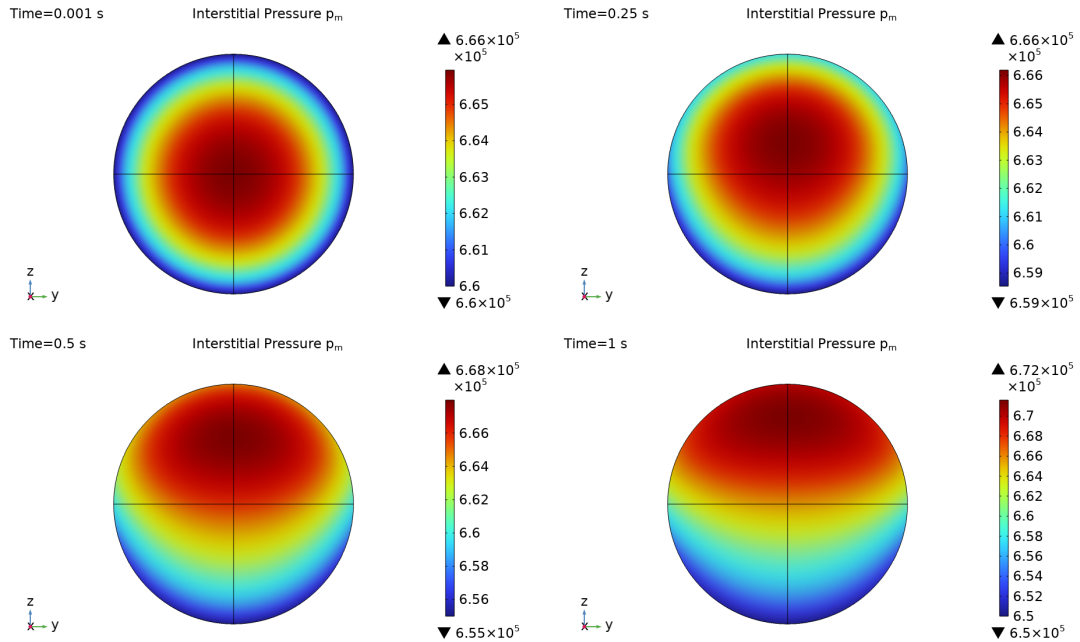 Time=0.001 s
Interstitial Pressure pₘ
▲ 6.66×10⁵
×10⁵
6.65
6.64
6.63
6.62
6.61
6.6
▼ 6.6×10⁵
z
x
y
Time=0.25 s
Interstitial Pressure pₘ
▲ 6.66×10⁵
×10⁵
6.66
6.65
6.64
6.63
6.62
6.61
6.6
6.59
▼ 6.59×10⁵
z
x
y
Time=0.5 s
Interstitial Pressure pₘ
▲ 6.68×10⁵
×10⁵
6.66
6.64
6.62
6.6
6.58
6.56
▼ 6.55×10⁵
z
x
y
Time=1 s
Interstitial Pressure pₘ
▲ 6.72×10⁵
×10⁵
6.7
6.68
6.66
6.64
6.62
6.6
6.58
6.56
6.54
6.52
6.5
▼ 6.5×10⁵
z
x
y